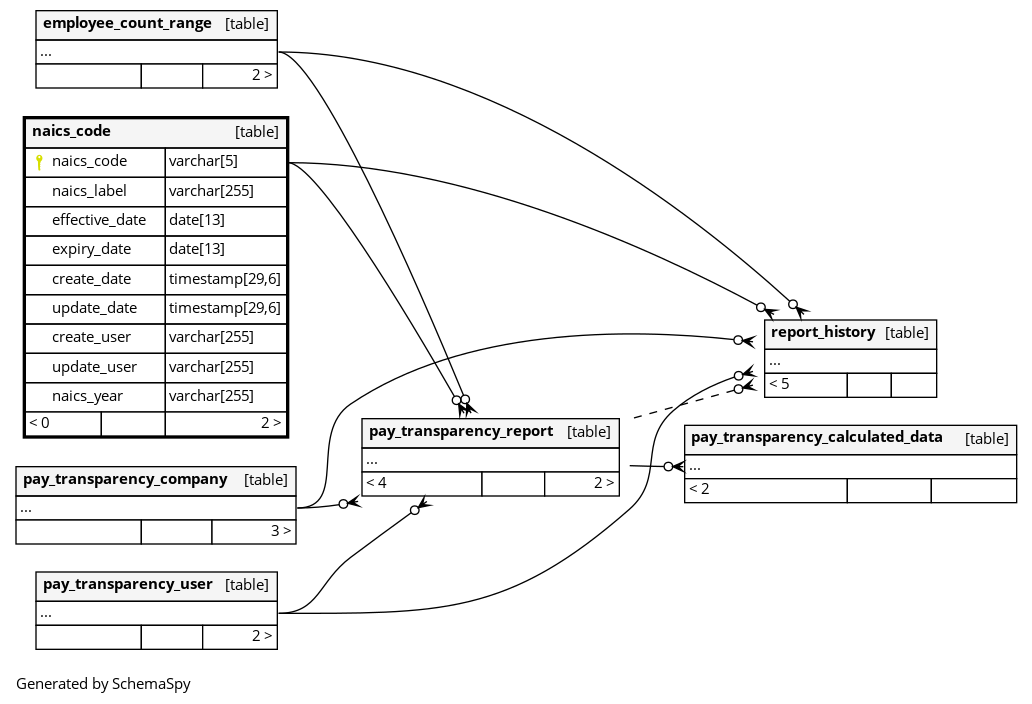 employee_count_range [table]
...
2 >
naics_code [table]
naics_code varchar[5]
naics_label varchar[255]
effective_date date[13]
expiry_date date[13]
create_date timestamp[29,6]
update_date timestamp[29,6]
create_user varchar[255]
update_user varchar[255]
naics_year varchar[255]
< 0 2 >
report_history [table]
...
< 5
pay_transparency_report [table]
...
< 4 2 >
pay_transparency_calculated_data [table]
...
< 2
pay_transparency_company [table]
...
3 >
pay_transparency_user [table]
...
2 >
Generated by SchemaSpy